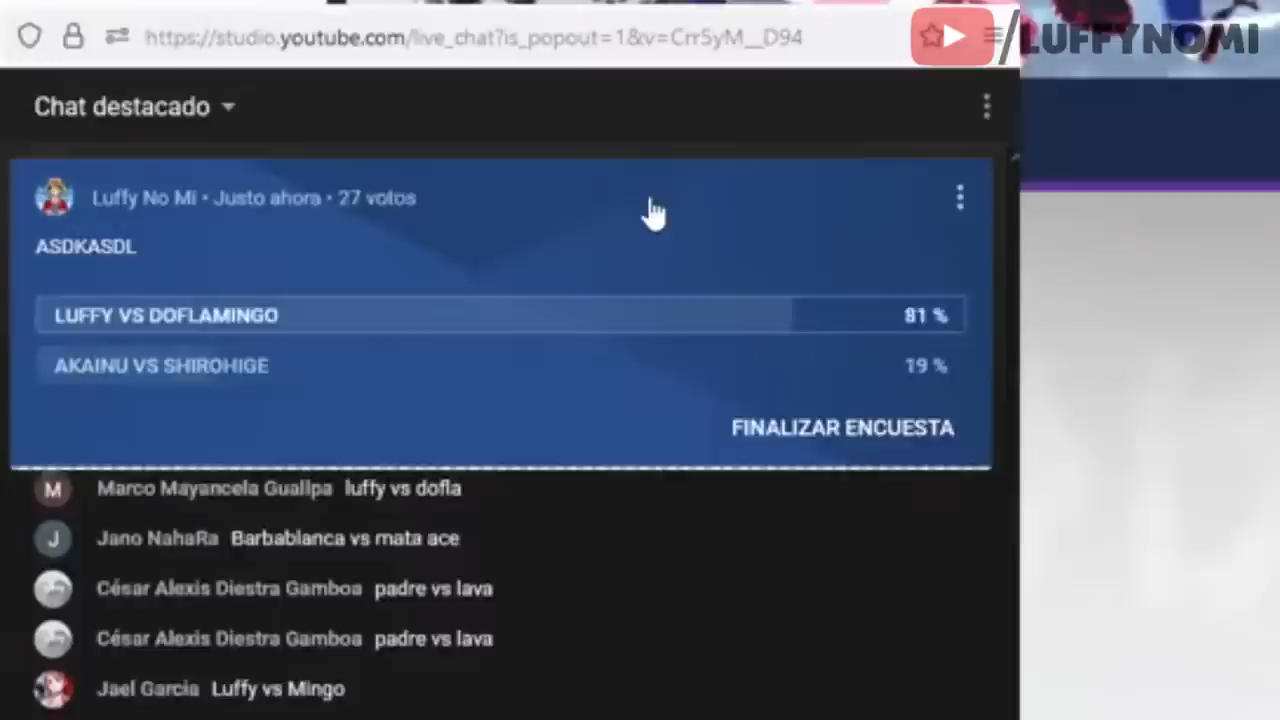 https://studio.youtube.com/live_chat?is_popout=1&v=Crr5yM__D94
/LUFFYNOMI
Chat destacado
Luffy No Mi • Justo ahora • 27 votos
ASDKASDL
LUFFY VS DOFLAMINGO 81 %
AKAINU VS SHIROHIGE 19 %
FINALIZAR ENCUESTA
M Marco Mayancela Guallpa luffy vs dofla
J Jano NahaRa Barbablanca vs mata ace
César Alexis Diestra Gamboa padre vs lava
César Alexis Diestra Gamboa padre vs lava
Jael Garcia Luffy vs Mingo